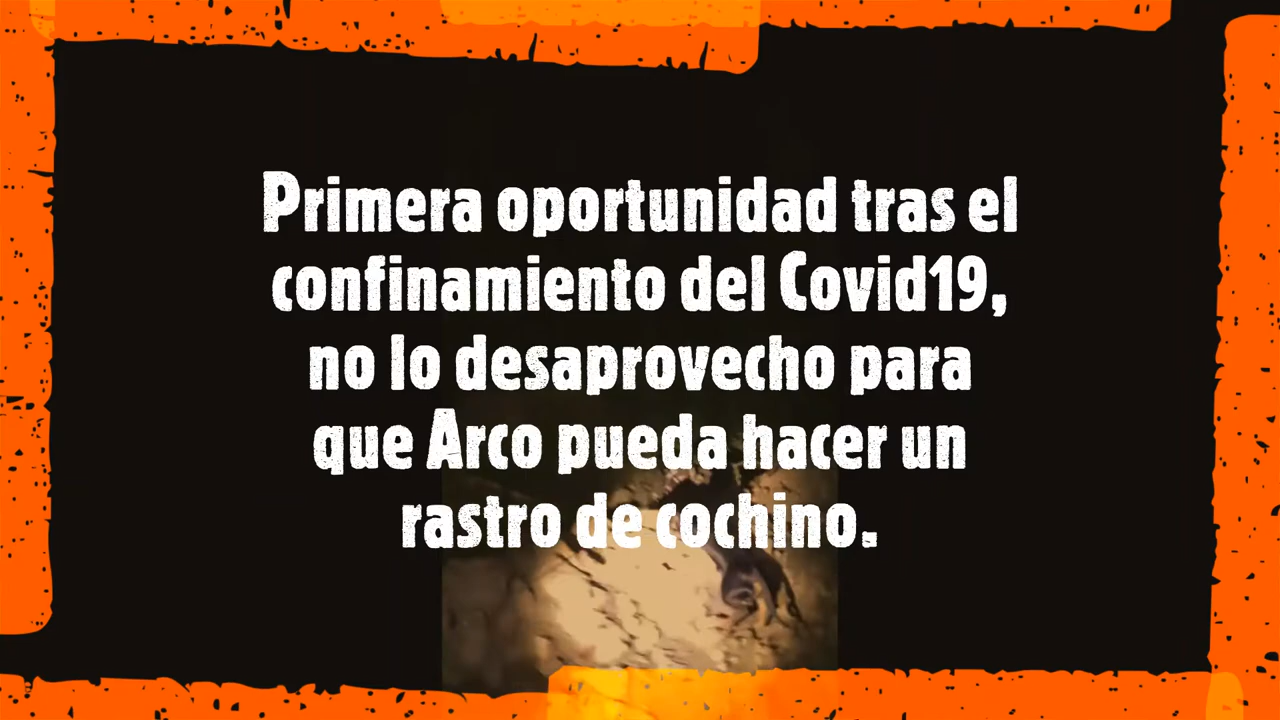 Primera oportunidad tras el
confinamiento del Covid19,
no lo desaprovecho para
que Arco pueda hacer un
rastro de cochino.